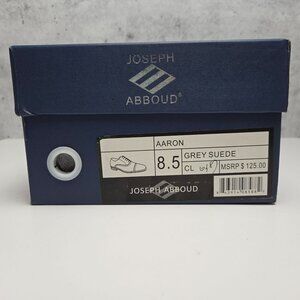 JOSEPH
ABBOUD®
AARON
8.5
GREY SUEDE
CL
MSRP $ 125.00
JOSEPH ABBOUD